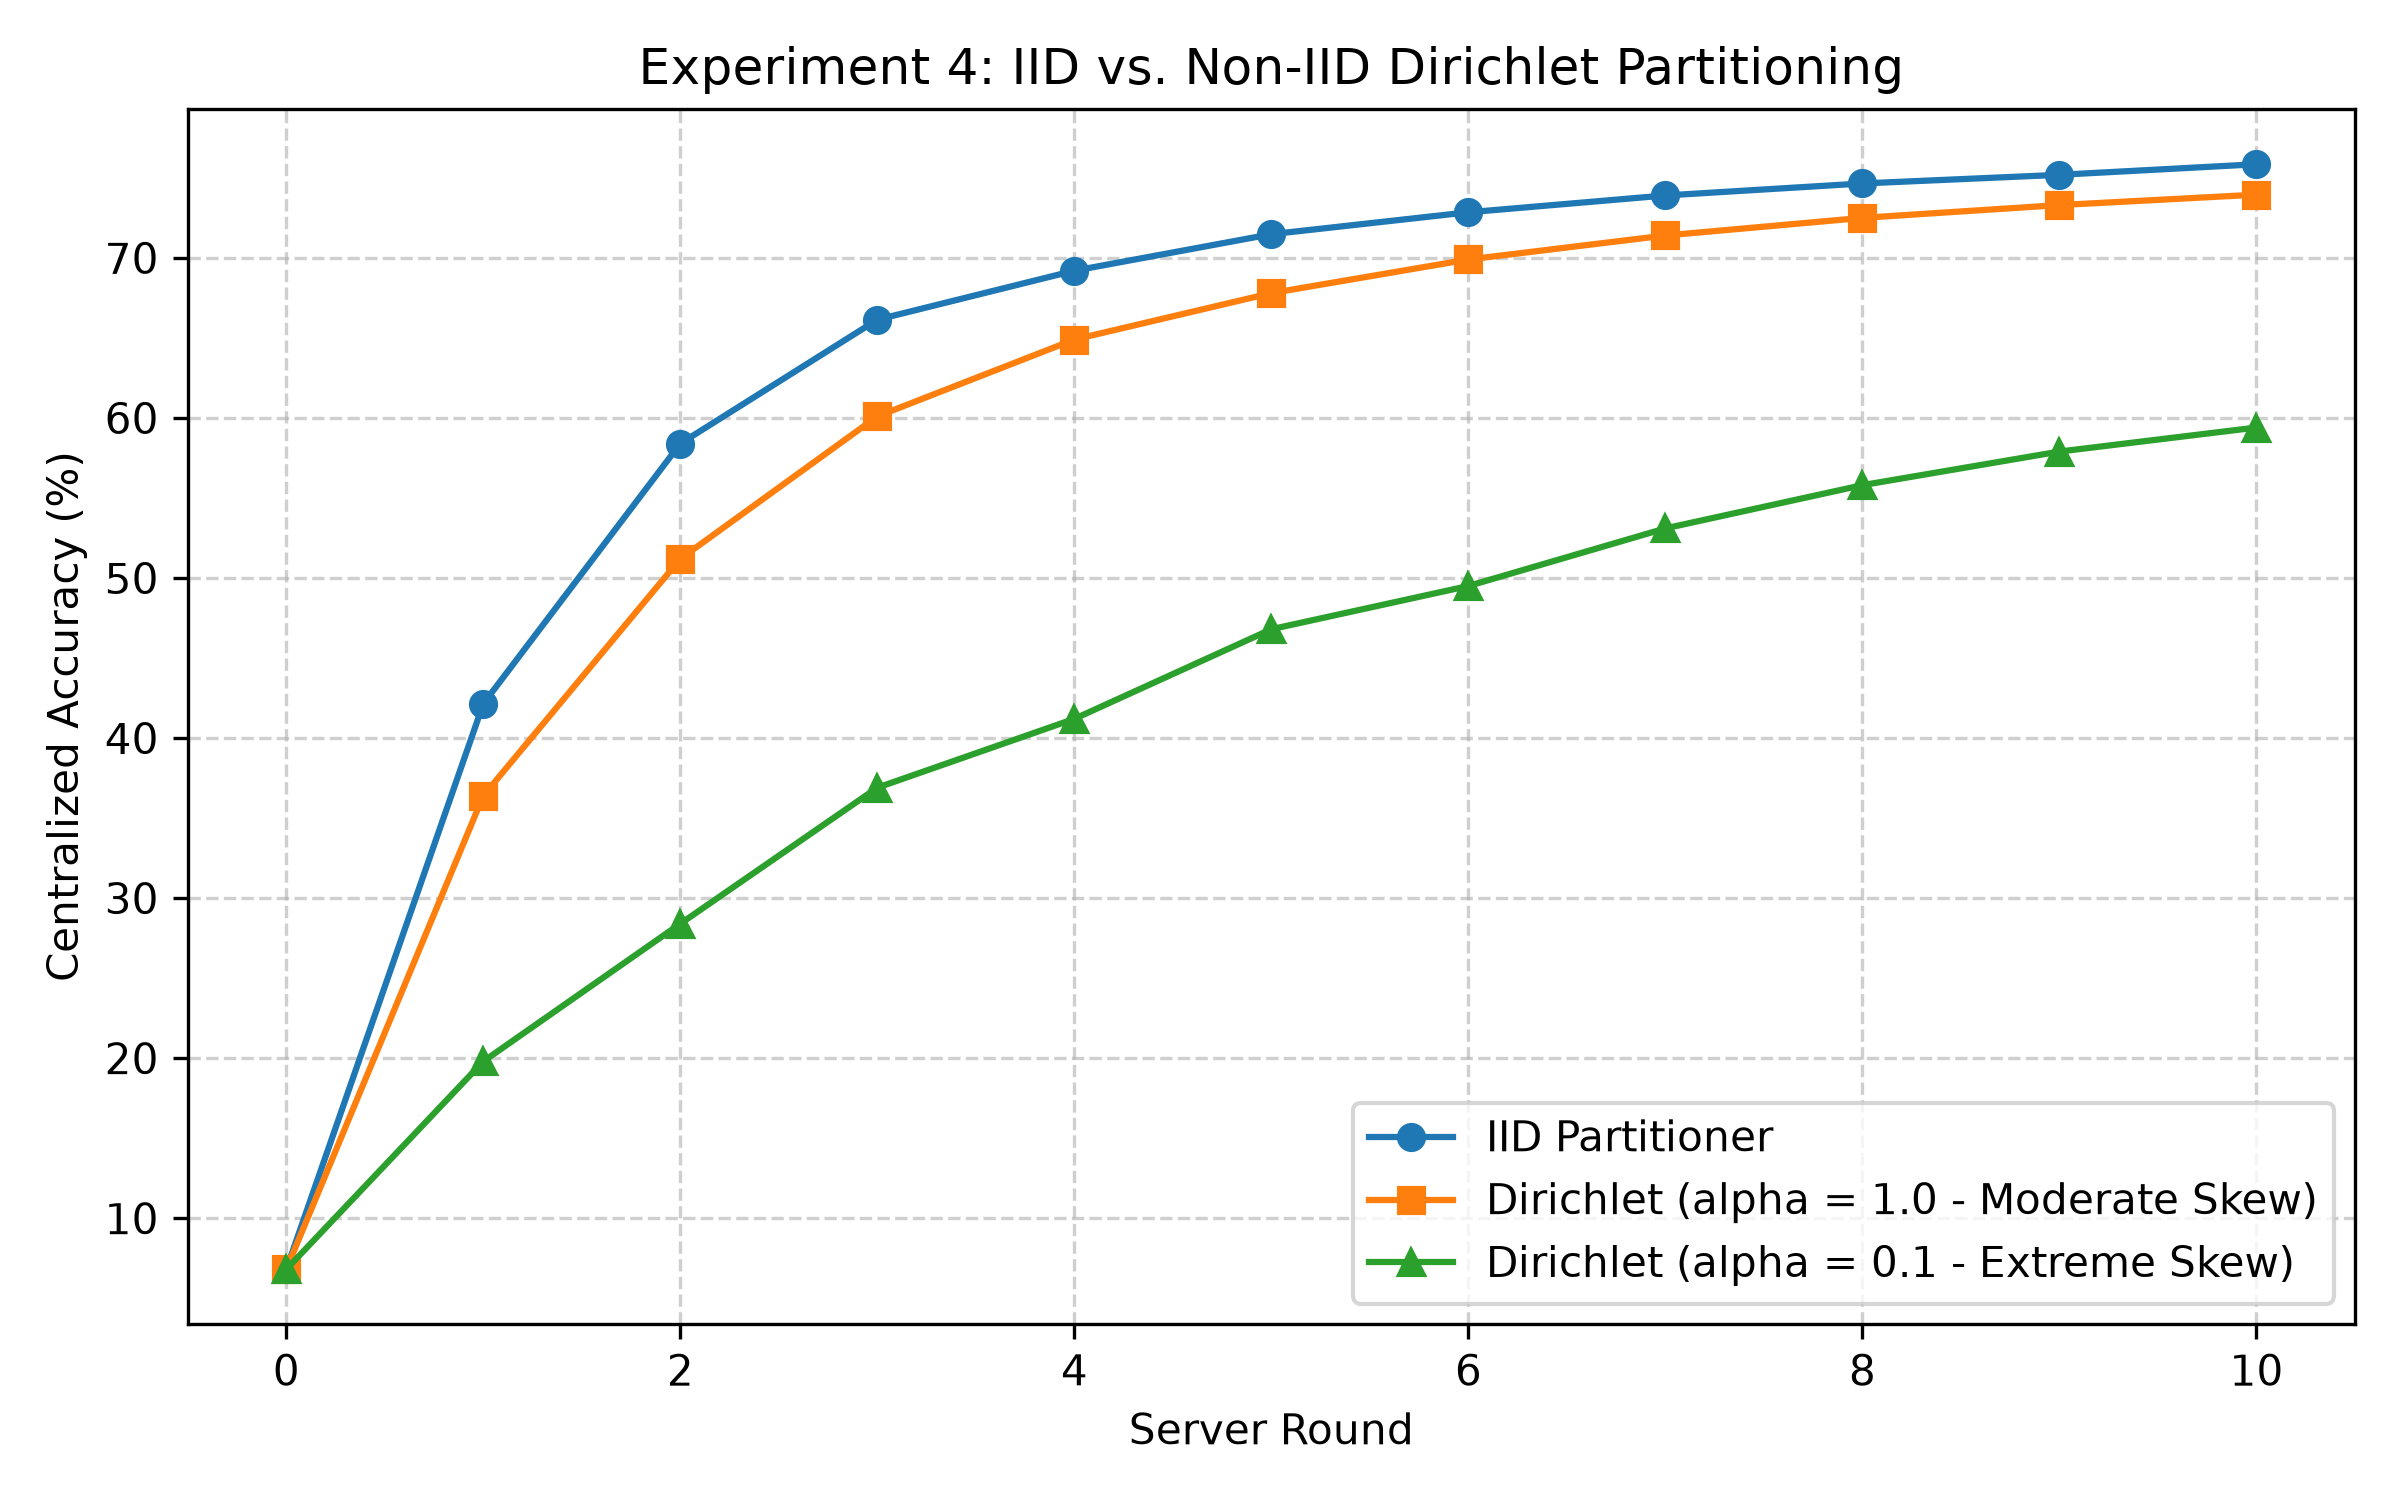 Experiment 4: IID vs. Non-IID Dirichlet Partitioning
Centralized Accuracy (%)
70
60
50
40
30
20
10
IID Partitioner
Dirichlet (alpha = 1.0 - Moderate Skew)
Dirichlet (alpha = 0.1 - Extreme Skew)
0 2 4 6 8 10
Server Round